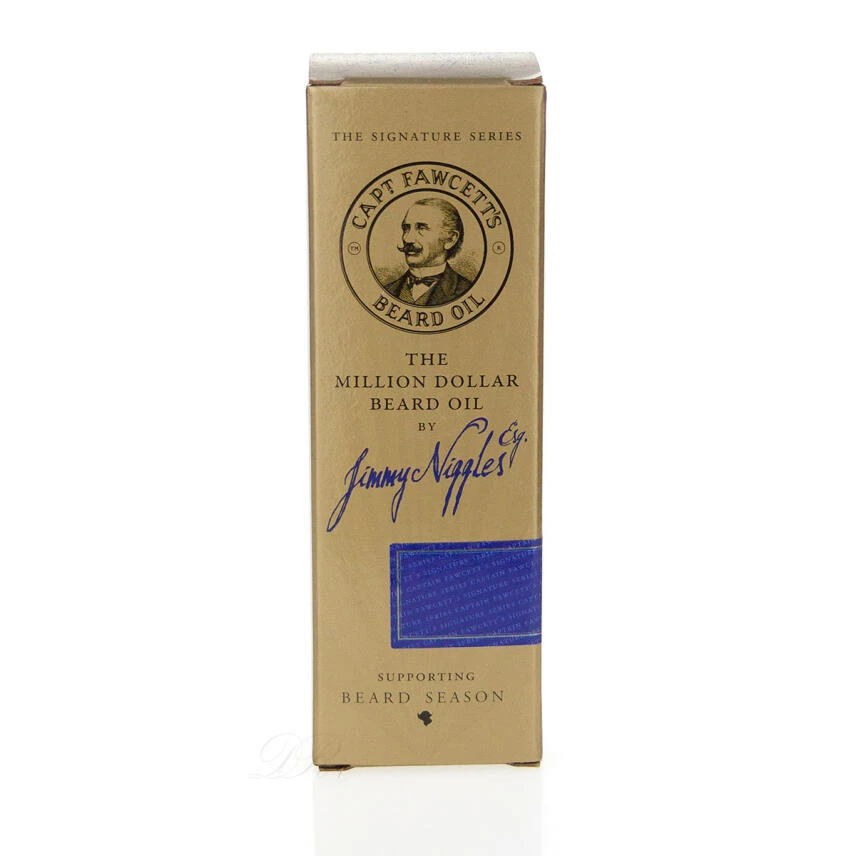 THE SIGNATURE SERIES
CAPT FAWCETT'S
TM
R
BEARD OIL
THE
MILLION DOLLAR
BEARD OIL
BY
Jimmy Niggles Esq.
SUPPORTING
BEARD SEASON